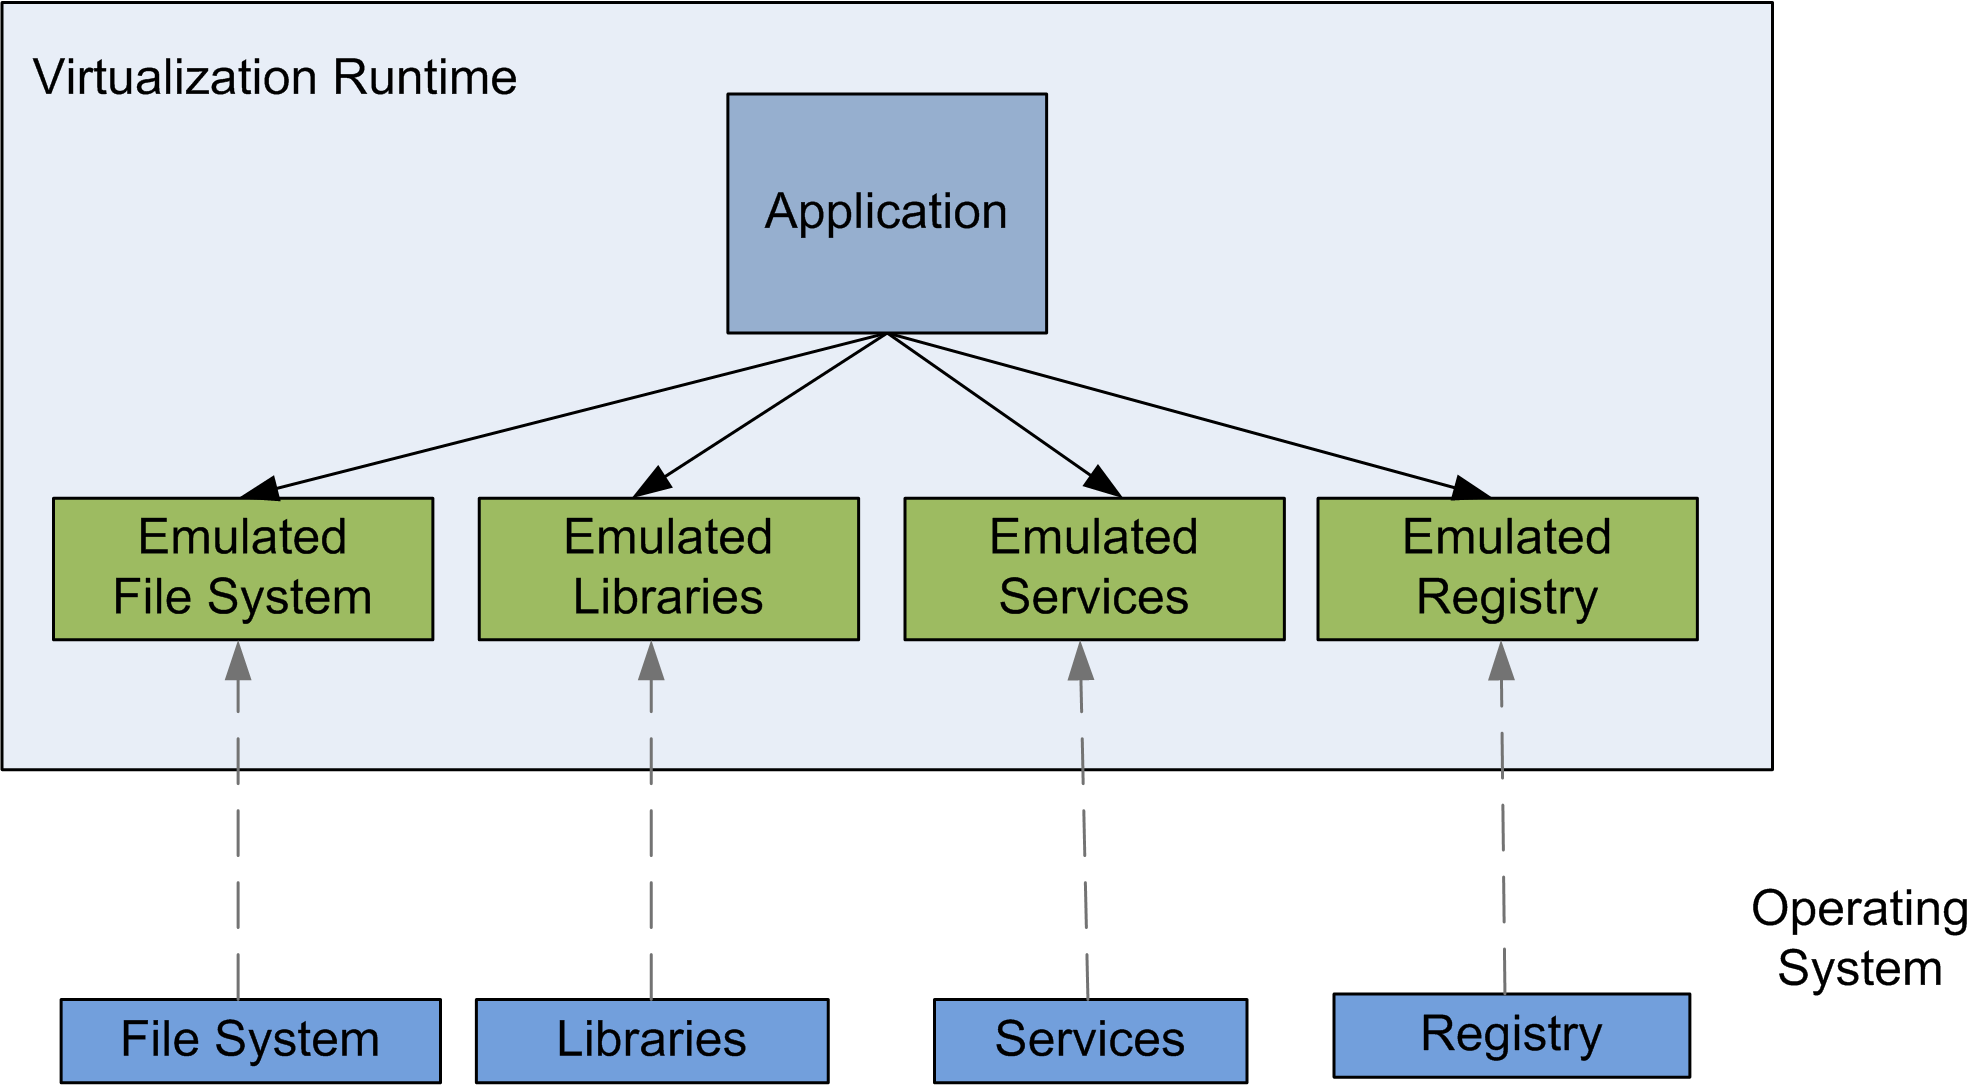 Virtualization Runtime
Application
Emulated
File System
Emulated
Libraries
Emulated
Services
Emulated
Registry
Operating
System
File System
Libraries
Services
Registry